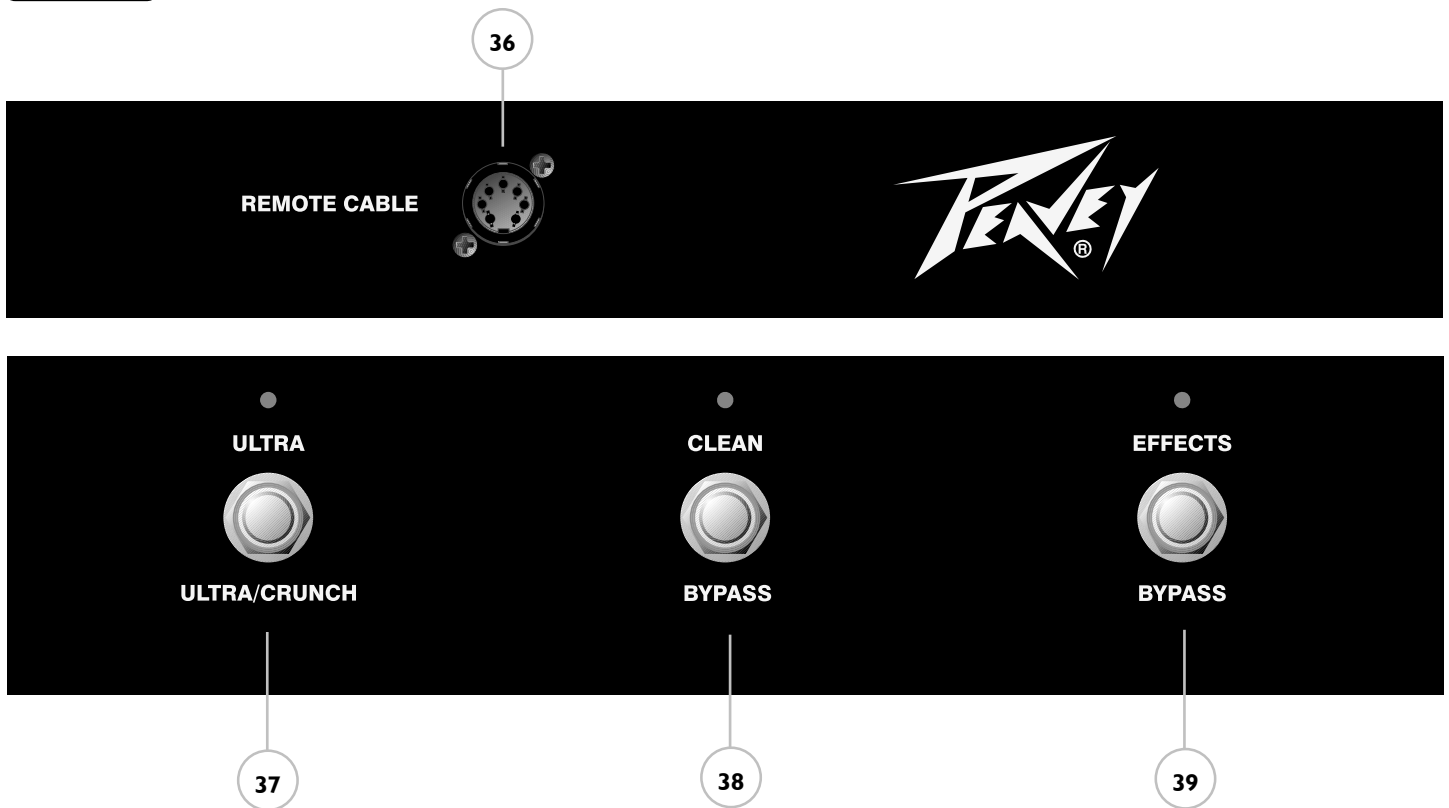 36
REMOTE CABLE
PEAVEY ®
ULTRA
CLEAN
EFFECTS
ULTRA/CRUNCH
BYPASS
BYPASS
37
38
39